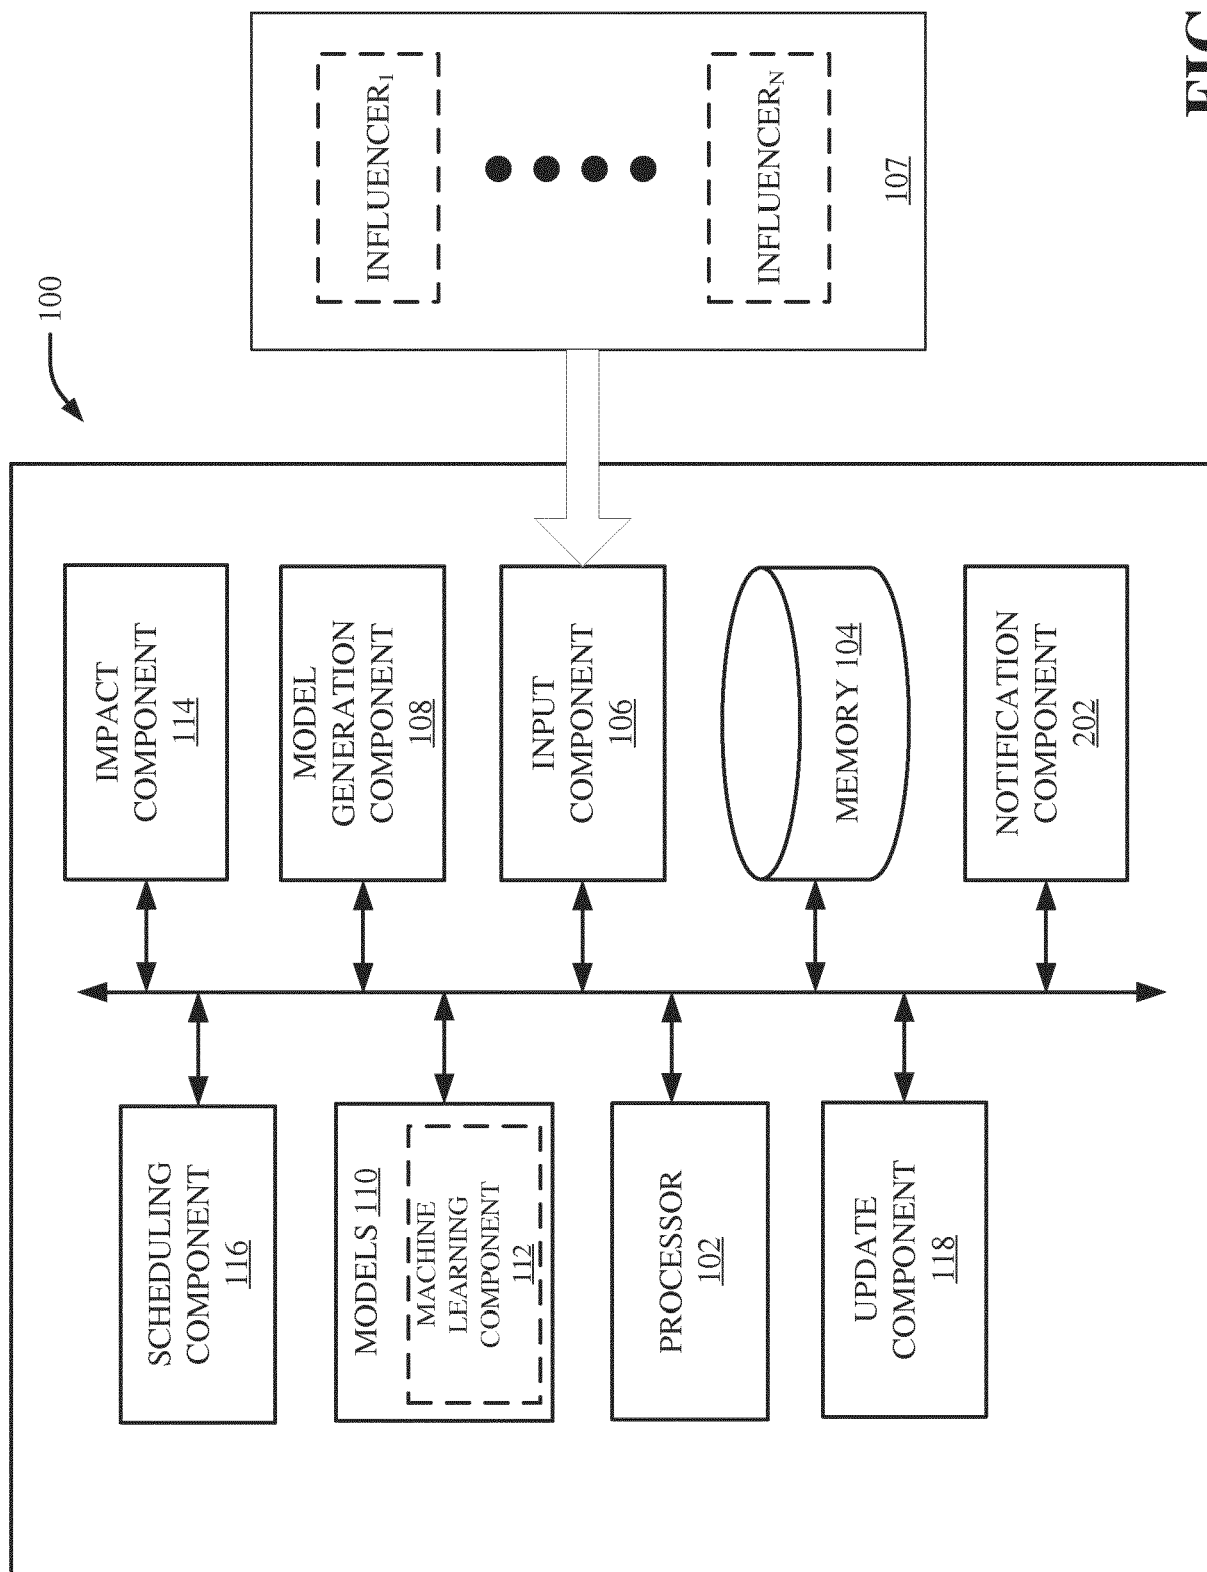 100
SCHEDULING
COMPONENT
116
MODELS 110
MACHINE
LEARNING
COMPONENT
112
PROCESSOR
102
UPDATE
COMPONENT
118
IMPACT
COMPONENT
114
MODEL
GENERATION
COMPONENT
108
INPUT
COMPONENT
106
MEMORY 104
NOTIFICATION
COMPONENT
202
INFLUENCER1
INFLUENCERN
107